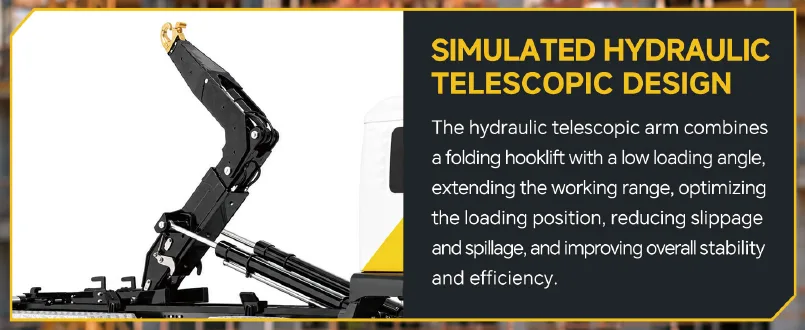 SIMULATED HYDRAULIC
TELESCOPIC DESIGN
The hydraulic telescopic arm combines
a folding hooklift with a low loading angle,
extending the working range, optimizing
the loading position, reducing slippage
and spillage, and improving overall stability
and efficiency.